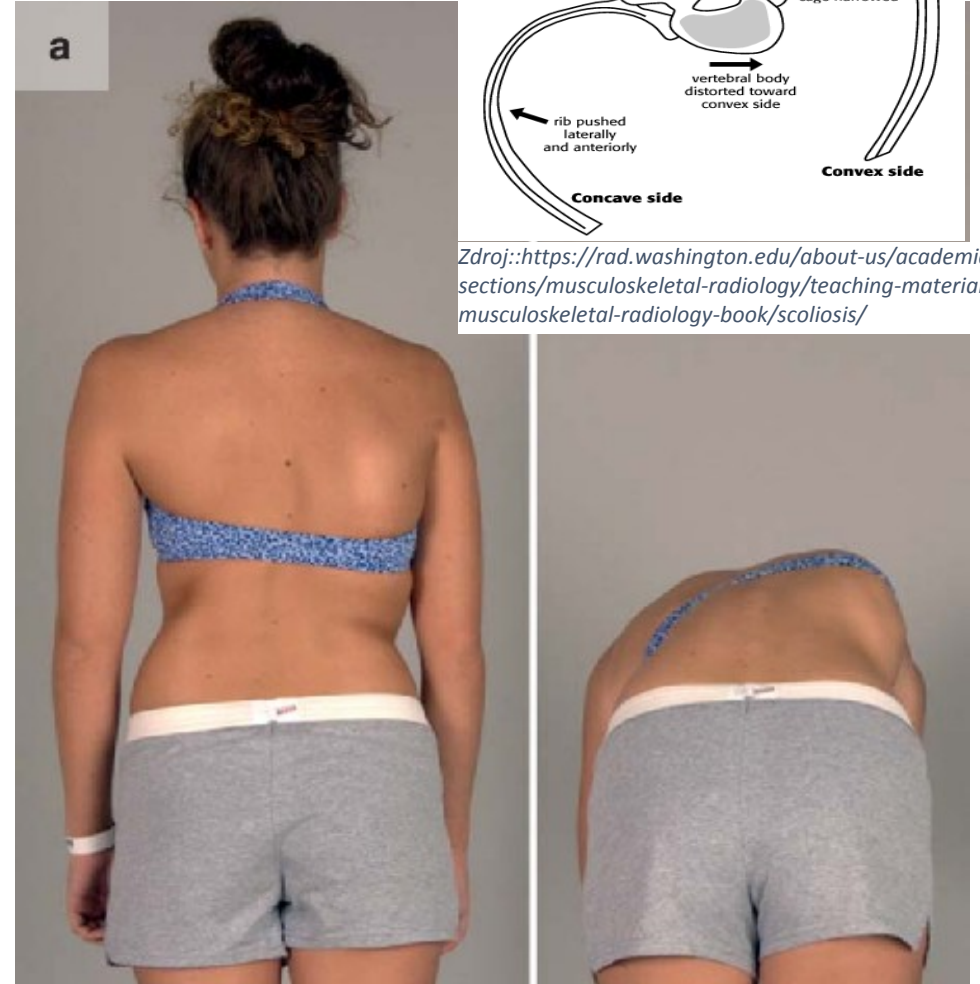 a
vertebral body
distorted toward
convex side
rib pushed
laterally
and anteriorly
Convex side
Concave side
Zdroj::https://rad.washington.edu/about-us/academic
sections/musculoskeletal-radiology/teaching-material
musculoskeletal-radiology-book/scoliosis/